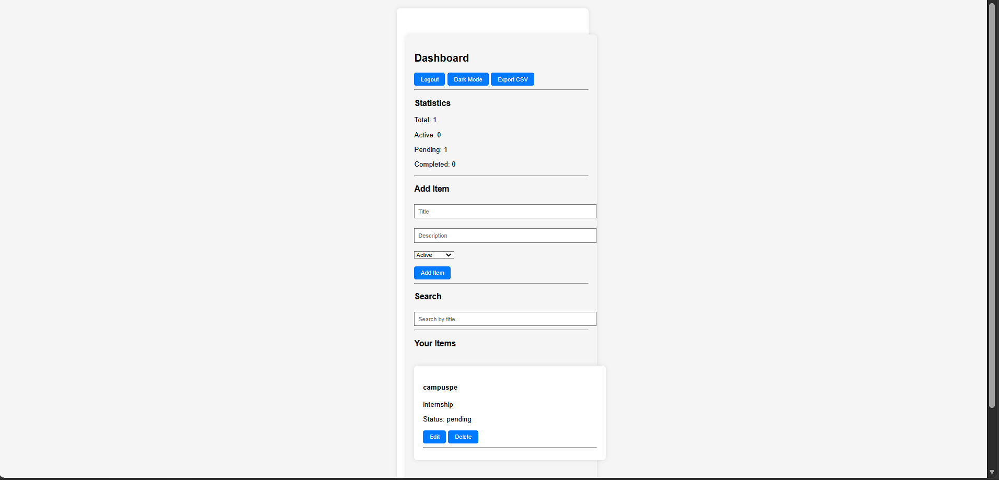 Dashboard
Logout Dark Mode Export CSV
Statistics
Total: 1
Active: 0
Pending: 1
Completed: 0
Add Item
Title
Description
Active
Add Item
Search
Search by title...
Your Items
campuspe
internship
Status: pending
Edit Delete